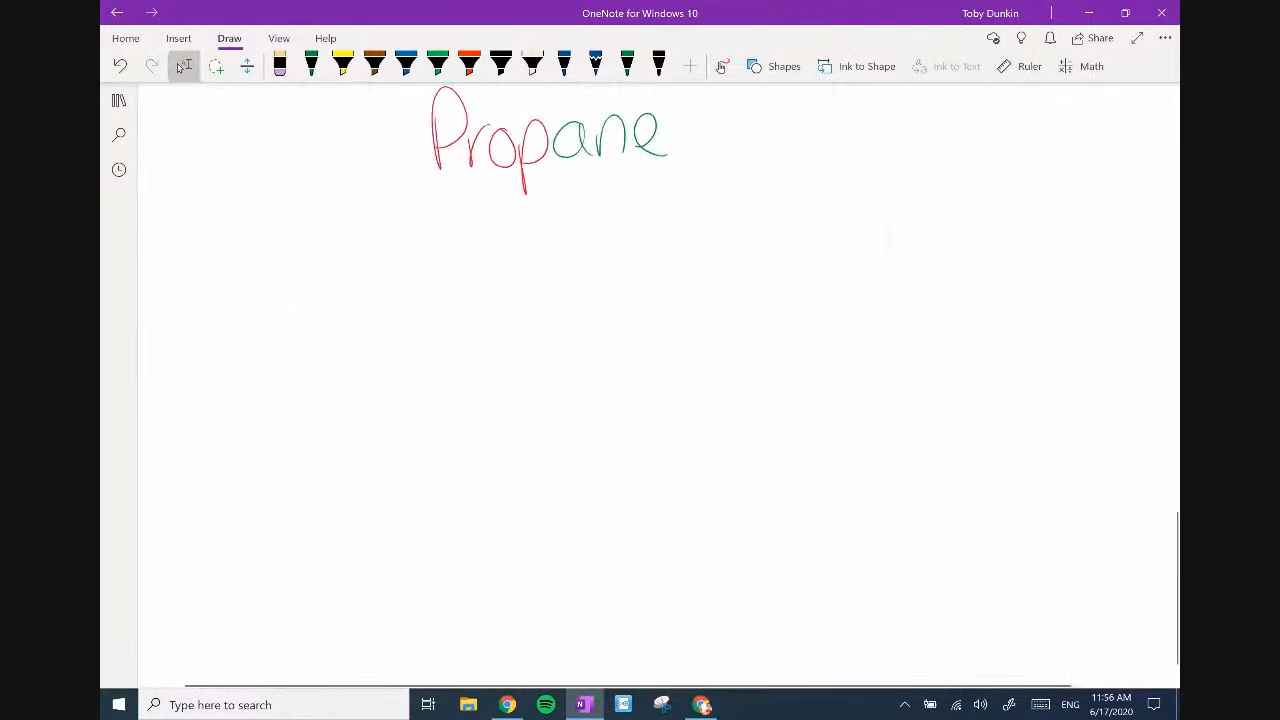 OneNote for Windows 10
Toby Dunkin
Home Insert Draw View Help
Share
Shapes Ink to Shape Ink to Text Ruler Math
Propane
Type here to search
ENG
11:56 AM
6/17/2020